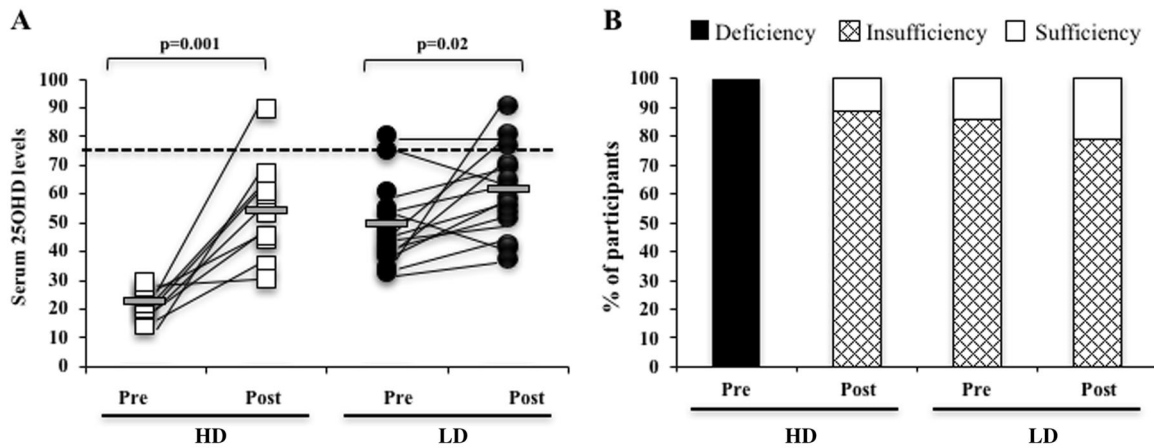 A
p=0.001
p=0.02
Serum 25OHD levels
100
90
80
70
60
50
40
30
20
10
0
Pre
Post
Pre
Post
HD
LD
B
Deficiency
Insufficiency
Sufficiency
% of participants
100
90
80
70
60
50
40
30
20
10
0
Pre
Post
Pre
Post
HD
LD